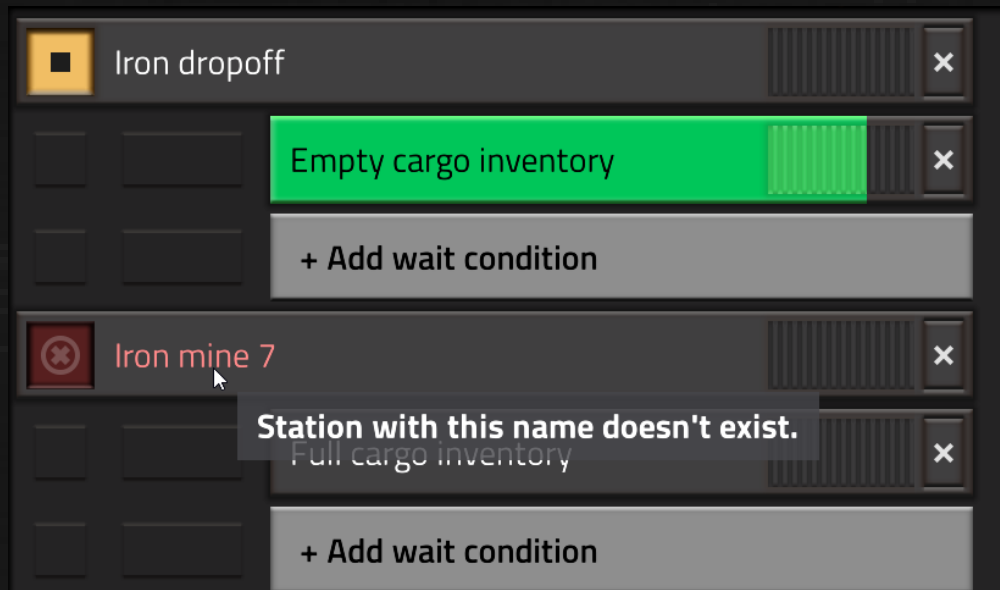 Iron dropoff
Empty cargo inventory
+ Add wait condition
Iron mine 7
Station with this name doesn't exist.
Full cargo inventory
+ Add wait condition